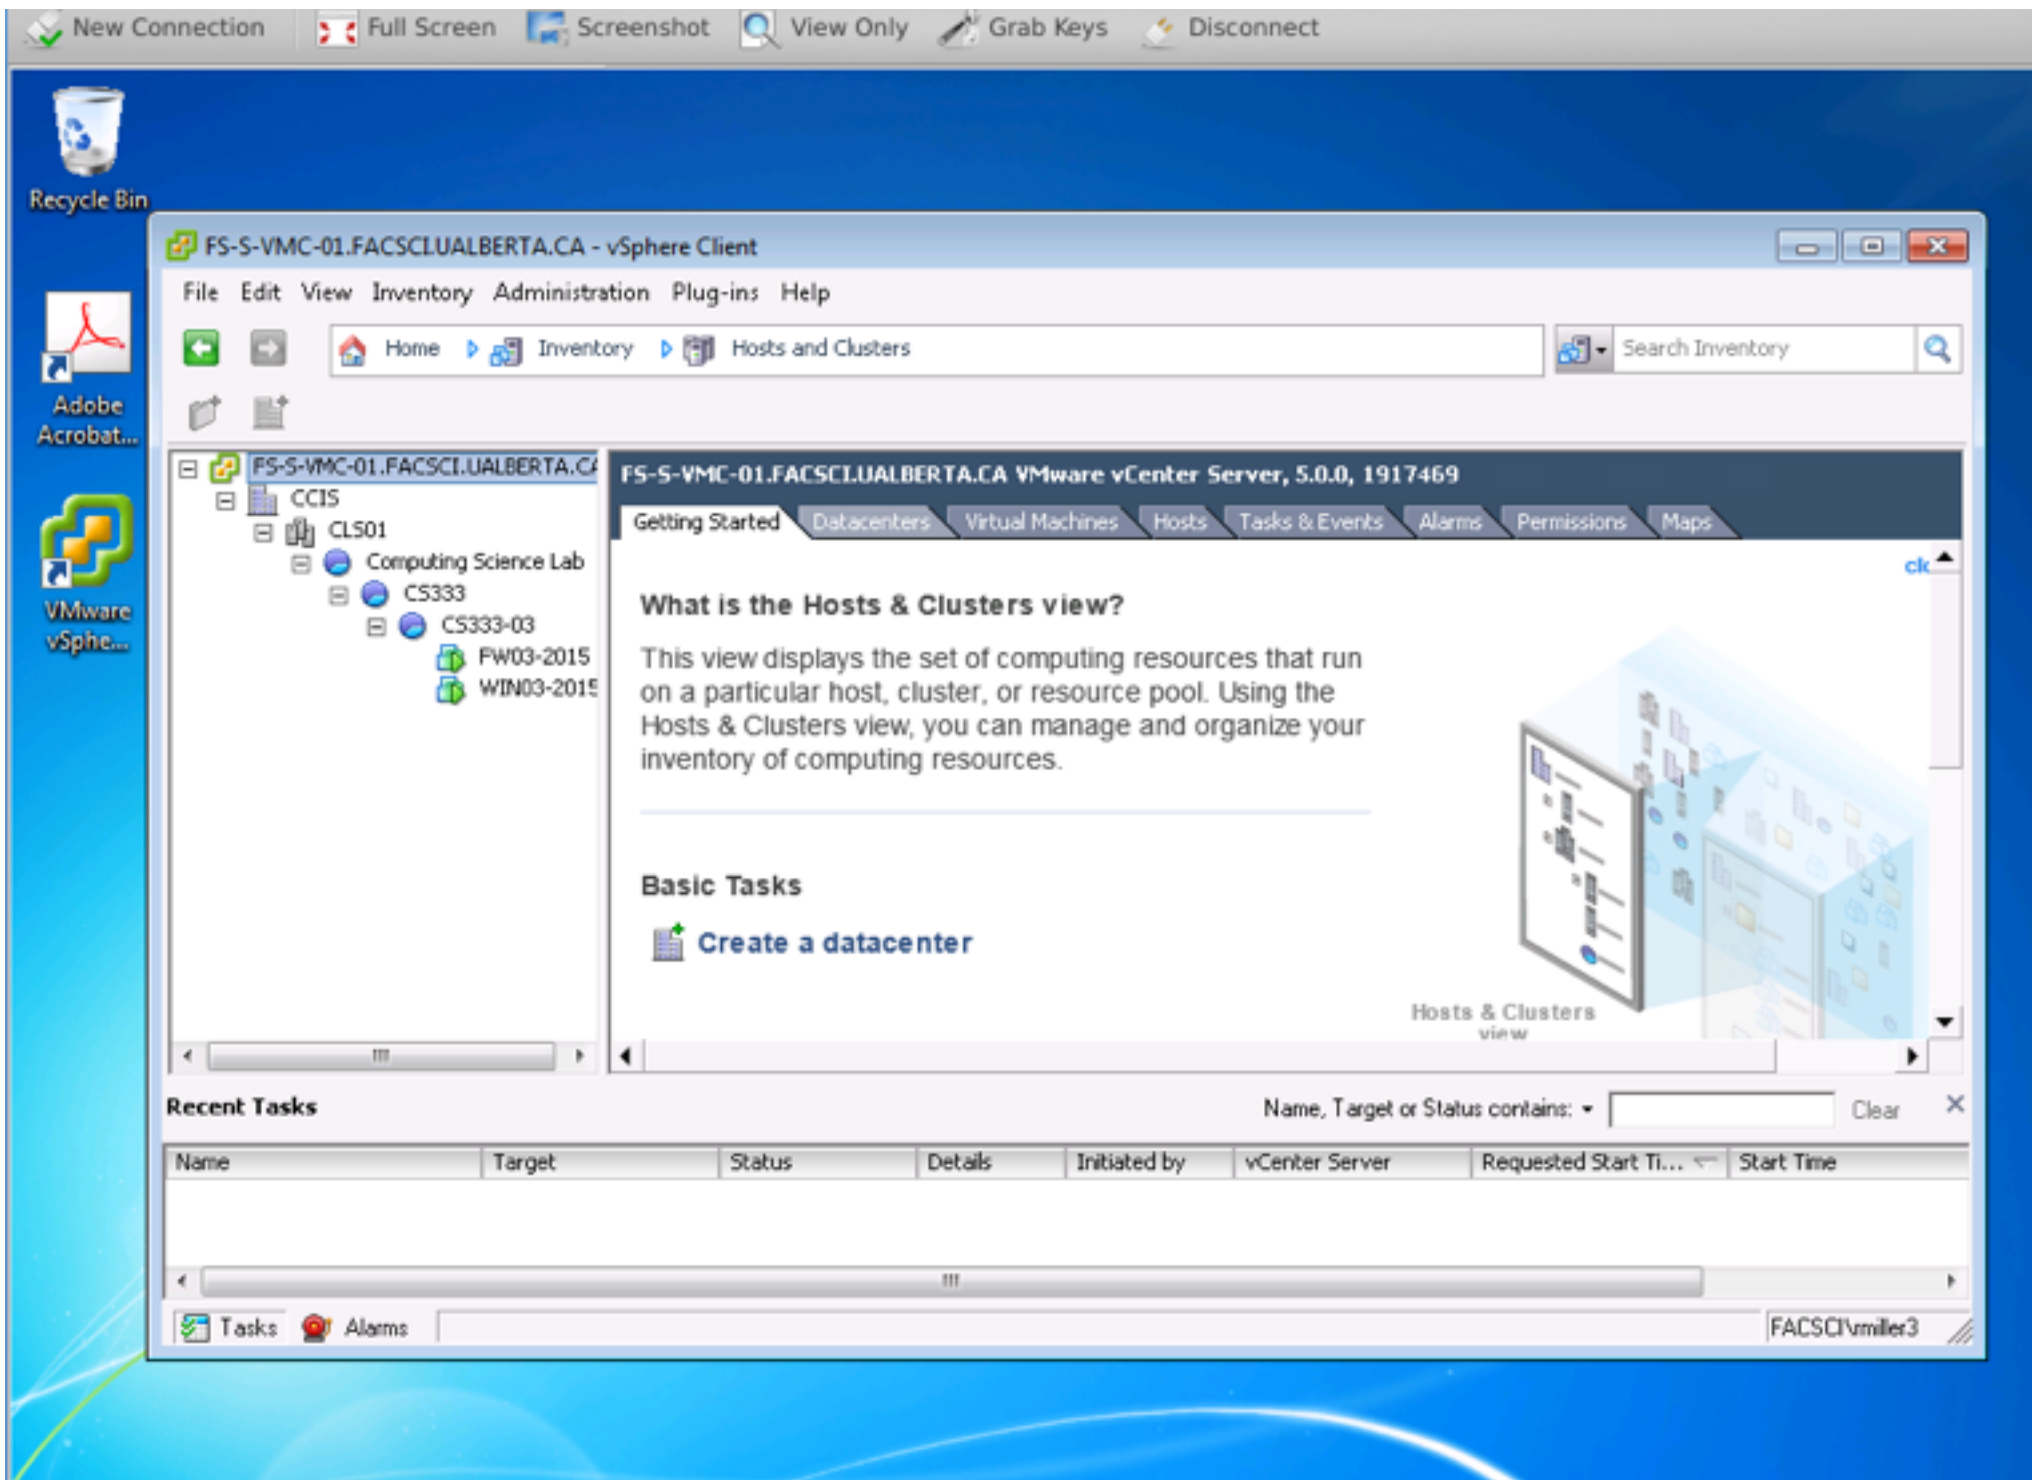 New Connection Full Screen Screenshot View Only Grab Keys Disconnect
Recycle Bin
Adobe
Acrobat...
VMware
vSphe...
FS-S-VMC-01.FACSCI.UALBERTA.CA - vSphere Client
File Edit View Inventory Administration Plug-ins Help
Home Inventory Hosts and Clusters
Search Inventory
FS-S-VMC-01.FACSCI.UALBERTA.CA
CCIS
CLS01
Computing Science Lab
CS333
CS333-03
FW03-2015
WIN03-2015
FS-S-VMC-01.FACSCI.UALBERTA.CA VMware vCenter Server, 5.0.0, 1917469
Getting Started Datacenters Virtual Machines Hosts Tasks & Events Alarms Permissions Maps
What is the Hosts & Clusters view?
This view displays the set of computing resources that run
on a particular host, cluster, or resource pool. Using the
Hosts & Clusters view, you can manage and organize your
inventory of computing resources.
Basic Tasks
Create a datacenter
Hosts & Clusters
view
Recent Tasks
Name, Target or Status contains:
Clear
Name Target Status Details Initiated by vCenter Server Requested Start Ti... Start Time
Tasks Alarms
FACSCI\rmiller3